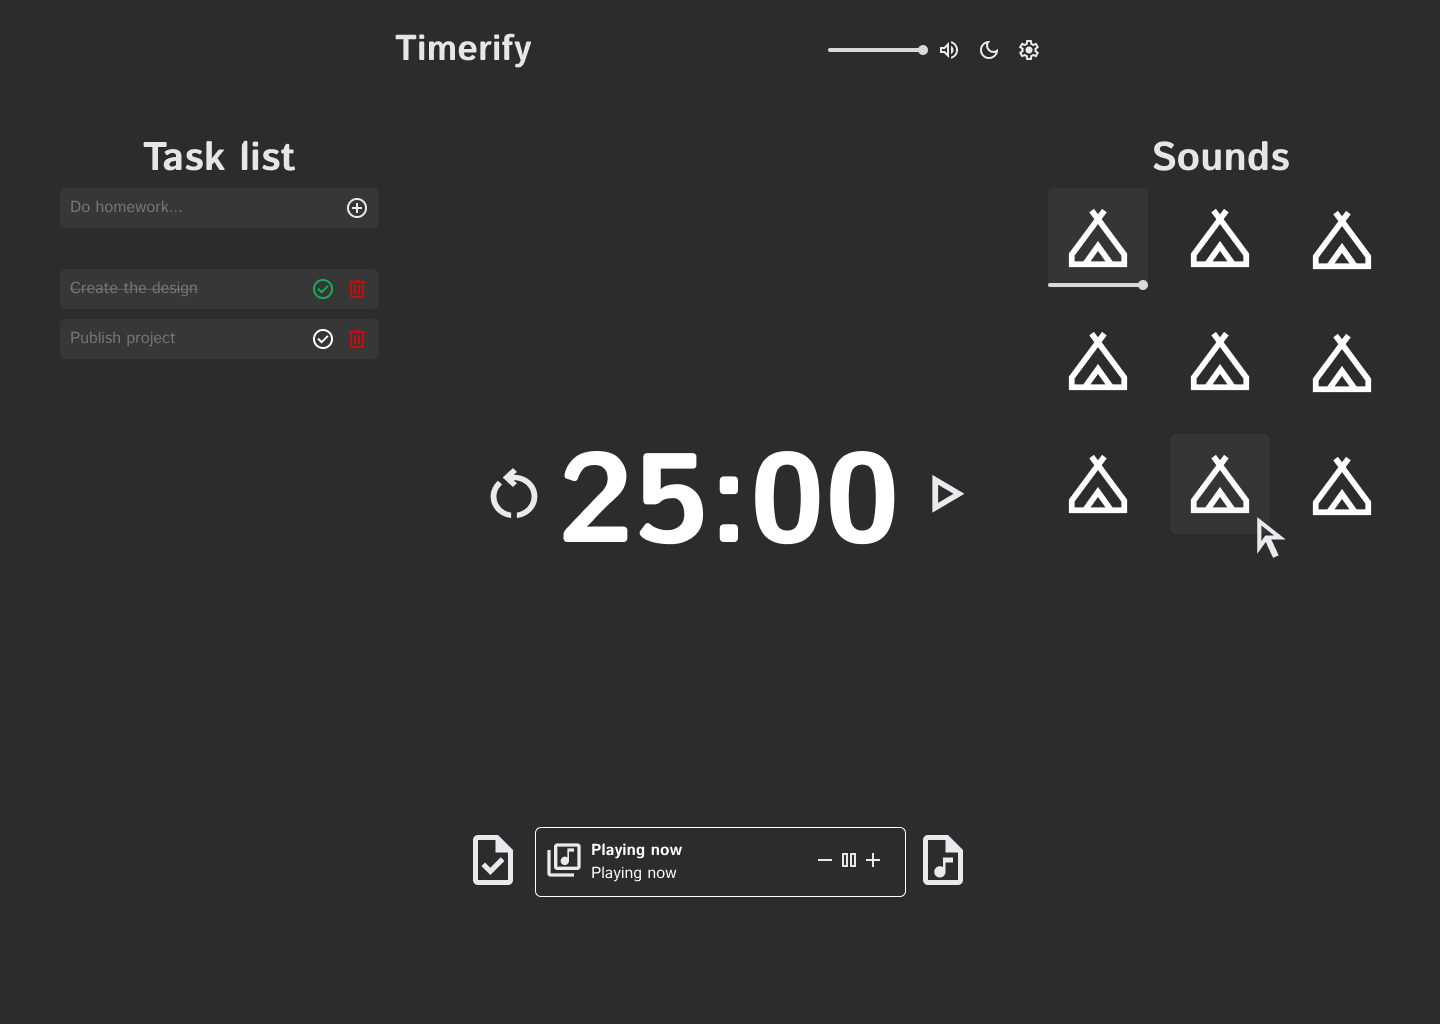 Timerify
Task list
Do homework...
Create the design
Publish project
Sounds
25:00
Playing now
Playing now